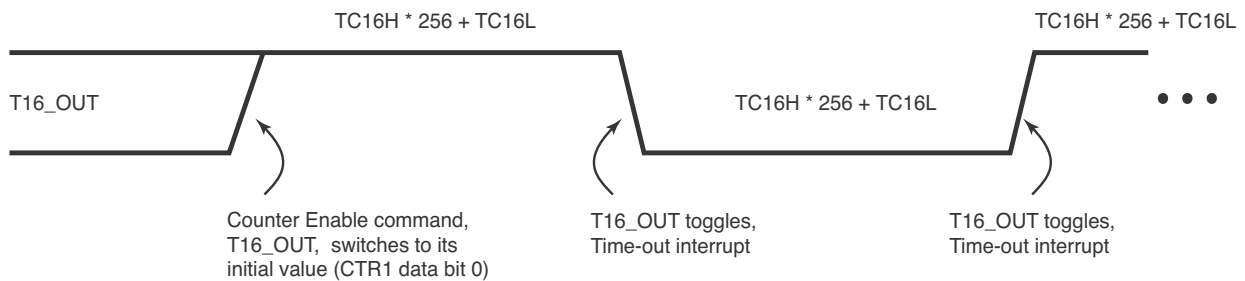 TC16H * 256 + TC16L
TC16H * 256 + TC16L
T16_OUT
TC16H * 256 + TC16L
Counter Enable command,
T16_OUT,  switches to its
initial value (CTR1 data bit 0)
T16_OUT toggles,
Time-out interrupt
T16_OUT toggles,
Time-out interrupt